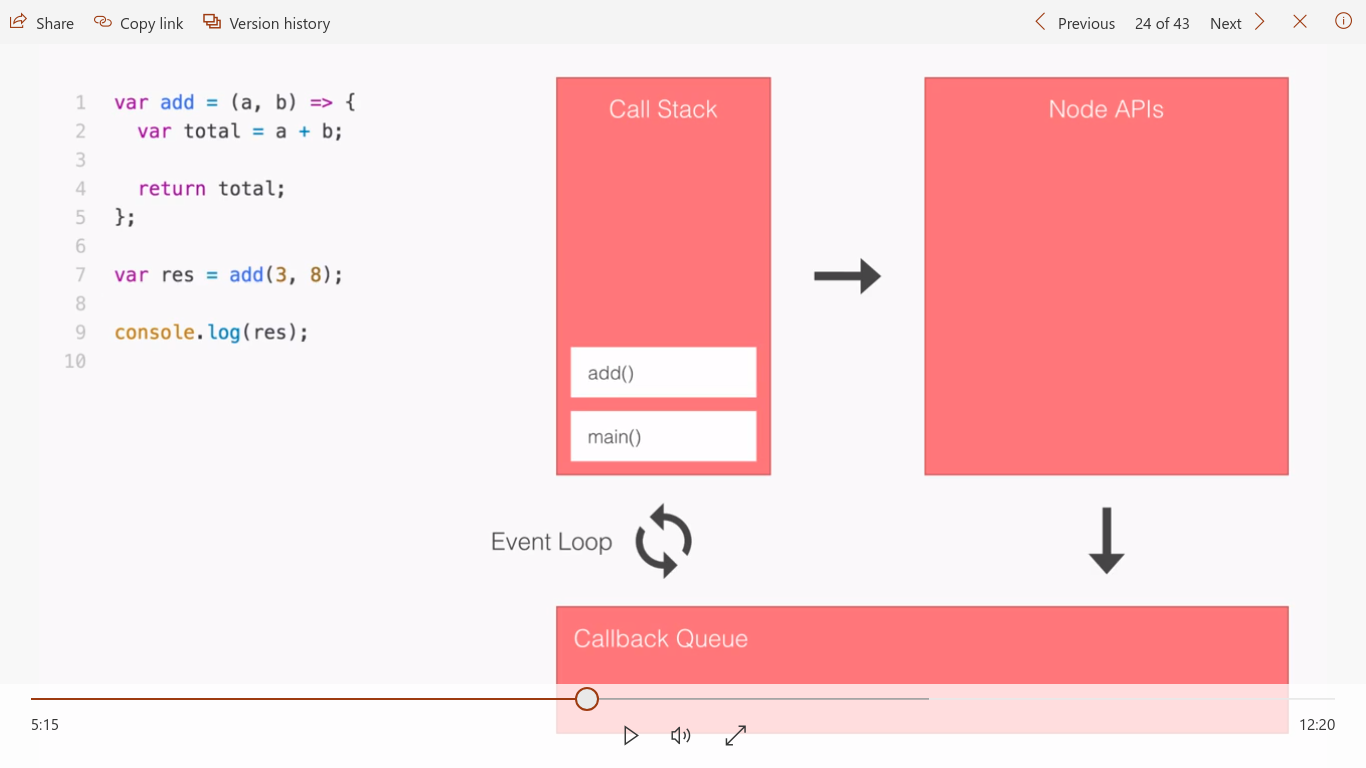 Share Copy link Version history Previous 24 of 43 Next
1 var add = (a, b) => {
2 var total = a + b;
3
4 return total;
5 };
6
7 var res = add(3, 8);
8
9 console.log(res);
10
Call Stack
add()
main()
Node APIs
Event Loop
Callback Queue
5:15
12:20